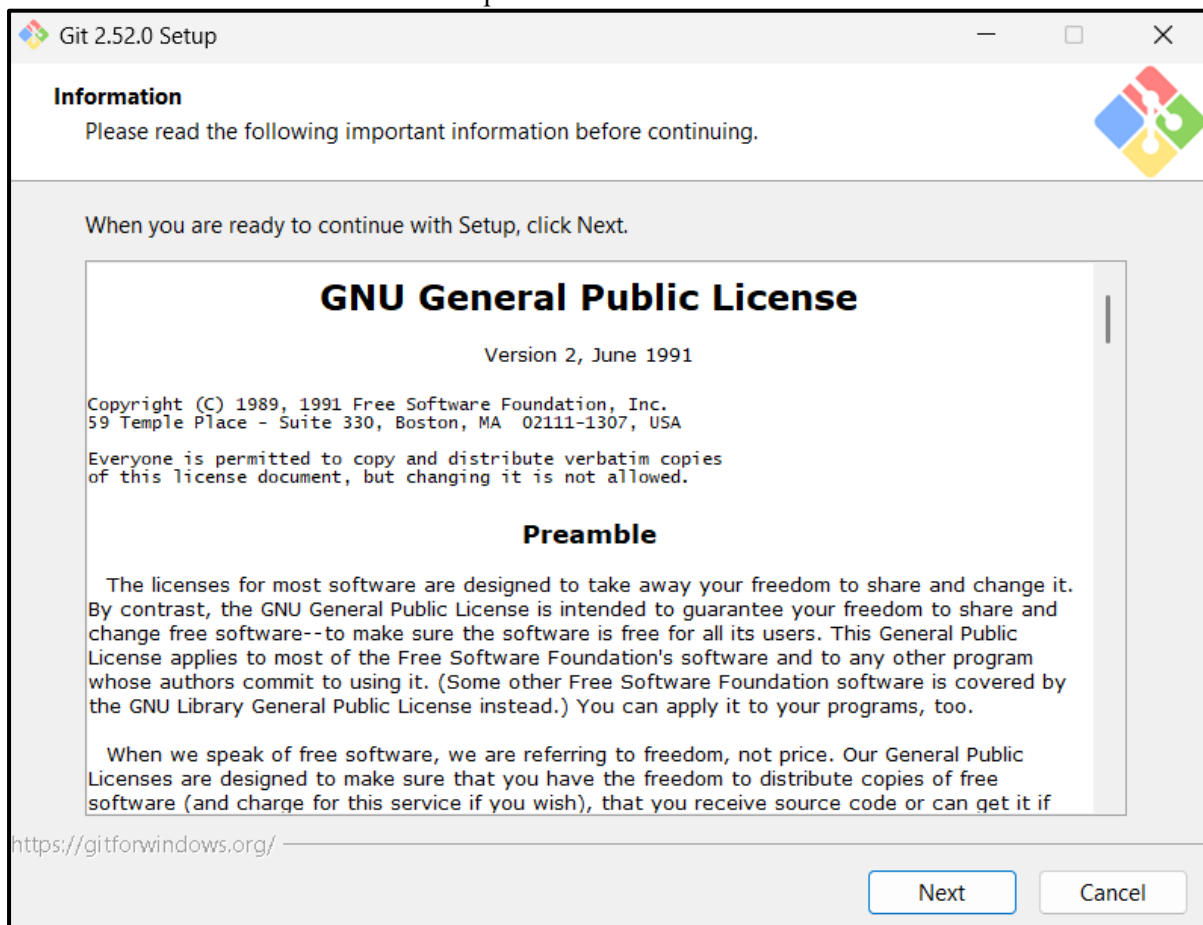 Git 2.52.0 Setup
Information
Please read the following important information before continuing.
When you are ready to continue with Setup, click Next.
GNU General Public License
Version 2, June 1991
Copyright (C) 1989, 1991 Free Software Foundation, Inc.
59 Temple Place - Suite 330, Boston, MA  02111-1307, USA
Everyone is permitted to copy and distribute verbatim copies
of this license document, but changing it is not allowed.
Preamble
The licenses for most software are designed to take away your freedom to share and change it.
By contrast, the GNU General Public License is intended to guarantee your freedom to share and
change free software--to make sure the software is free for all its users. This General Public
License applies to most of the Free Software Foundation's software and to any other program
whose authors commit to using it. (Some other Free Software Foundation software is covered by
the GNU Library General Public License instead.) You can apply it to your programs, too.
When we speak of free software, we are referring to freedom, not price. Our General Public
Licenses are designed to make sure that you have the freedom to distribute copies of free
software (and charge for this service if you wish), that you receive source code or can get it if
https://gitforwindows.org/
Next
Cancel